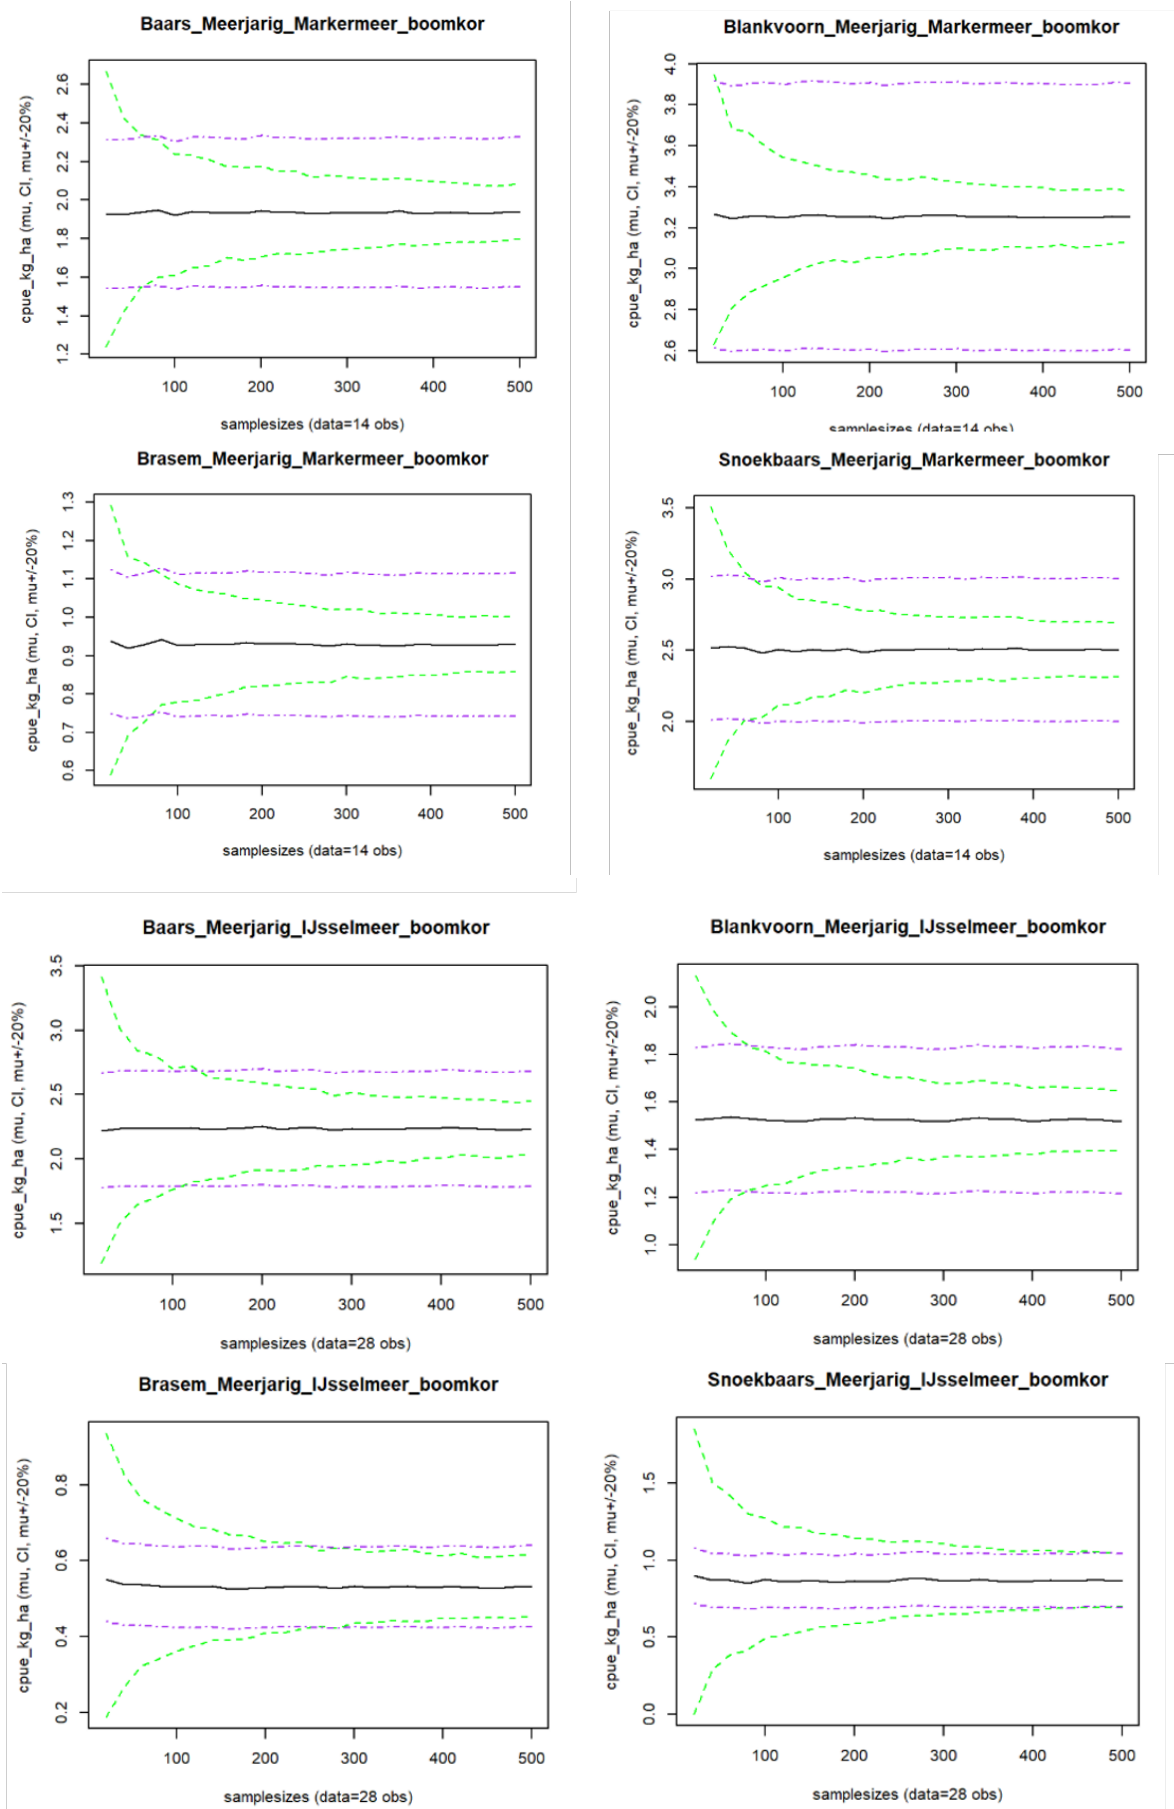 Baars_Meerjarig_Markermeer_boomkor
cpue_kg_ha (mu, CI, mu+/-20%)
2.6
2.4
2.2
2.0
1.8
1.6
1.4
1.2
100 200 300 400 500
samplesizes (data=14 obs)
Blankvoorn_Meerjarig_Markermeer_boomkor
cpue_kg_ha (mu, CI, mu+/-20%)
4.0
3.8
3.6
3.4
3.2
3.0
2.8
2.6
100 200 300 400 500
samplesizes (data=14 obs)
Brasem_Meerjarig_Markermeer_boomkor
cpue_kg_ha (mu, CI, mu+/-20%)
1.3
1.2
1.1
1.0
0.9
0.8
0.7
0.6
100 200 300 400 500
samplesizes (data=14 obs)
Snoekbaars_Meerjarig_Markermeer_boomkor
cpue_kg_ha (mu, CI, mu+/-20%)
3.5
3.0
2.5
2.0
100 200 300 400 500
samplesizes (data=14 obs)
Baars_Meerjarig_IJsselmeer_boomkor
cpue_kg_ha (mu, CI, mu+/-20%)
3.5
3.0
2.5
2.0
1.5
100 200 300 400 500
samplesizes (data=28 obs)
Blankvoorn_Meerjarig_IJsselmeer_boomkor
cpue_kg_ha (mu, CI, mu+/-20%)
2.0
1.8
1.6
1.4
1.2
1.0
100 200 300 400 500
samplesizes (data=28 obs)
Brasem_Meerjarig_IJsselmeer_boomkor
cpue_kg_ha (mu, CI, mu+/-20%)
0.8
0.6
0.4
0.2
100 200 300 400 500
samplesizes (data=28 obs)
Snoekbaars_Meerjarig_IJsselmeer_boomkor
cpue_kg_ha (mu, CI, mu+/-20%)
1.5
1.0
0.5
0.0
100 200 300 400 500
samplesizes (data=28 obs)